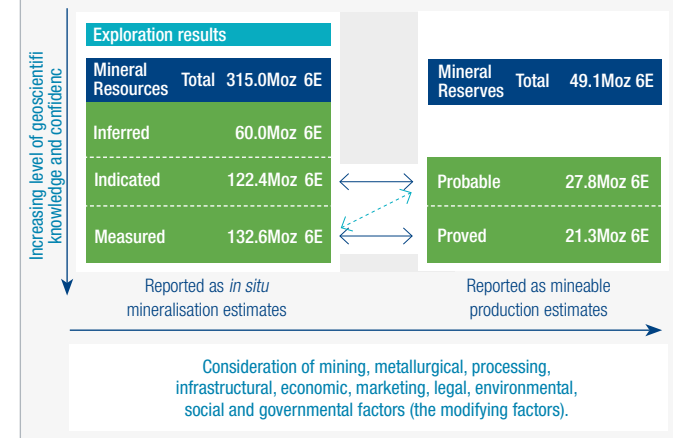 Increasing level of geoscientifi
knowledge and confidenc
Exploration results
Mineral
Resources Total 315.0Moz 6E
Inferred 60.0Moz 6E
Indicated 122.4Moz 6E
Measured 132.6Moz 6E
Reported as in situ
mineralisation estimates
Mineral
Reserves Total 49.1Moz 6E
Probable 27.8Moz 6E
Proved 21.3Moz 6E
Reported as mineable
production estimates
Consideration of mining, metallurgical, processing,
infrastructural, economic, marketing, legal, environmental,
social and governmental factors (the modifying factors).